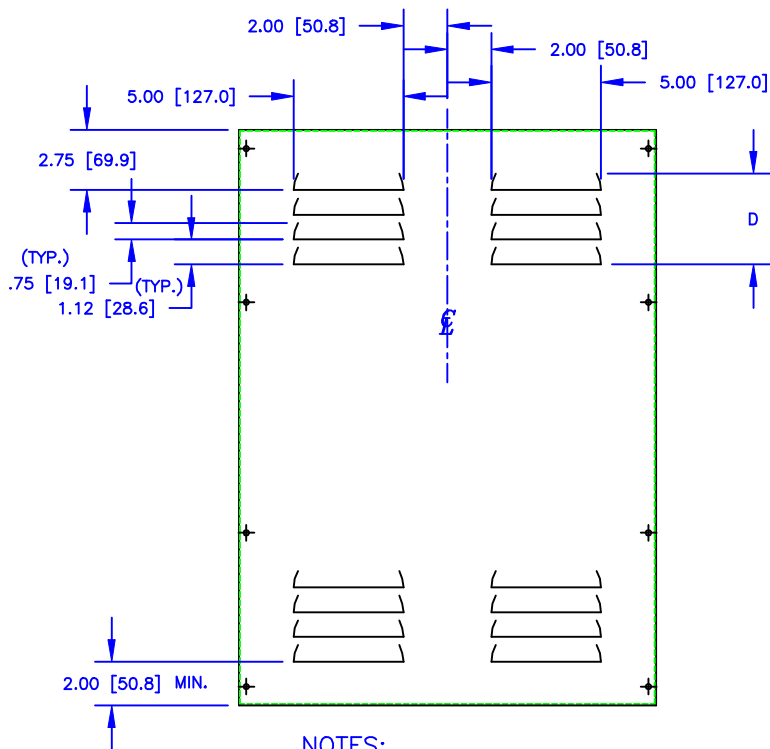 2.00 [50.8]
2.00 [50.8]
5.00 [127.0]
5.00 [127.0]
2.75 [69.9]
D
(TYP.)
.75 [19.1]
(TYP.)
1.12 [28.6]
℄
2.00 [50.8] MIN.
NOTES: